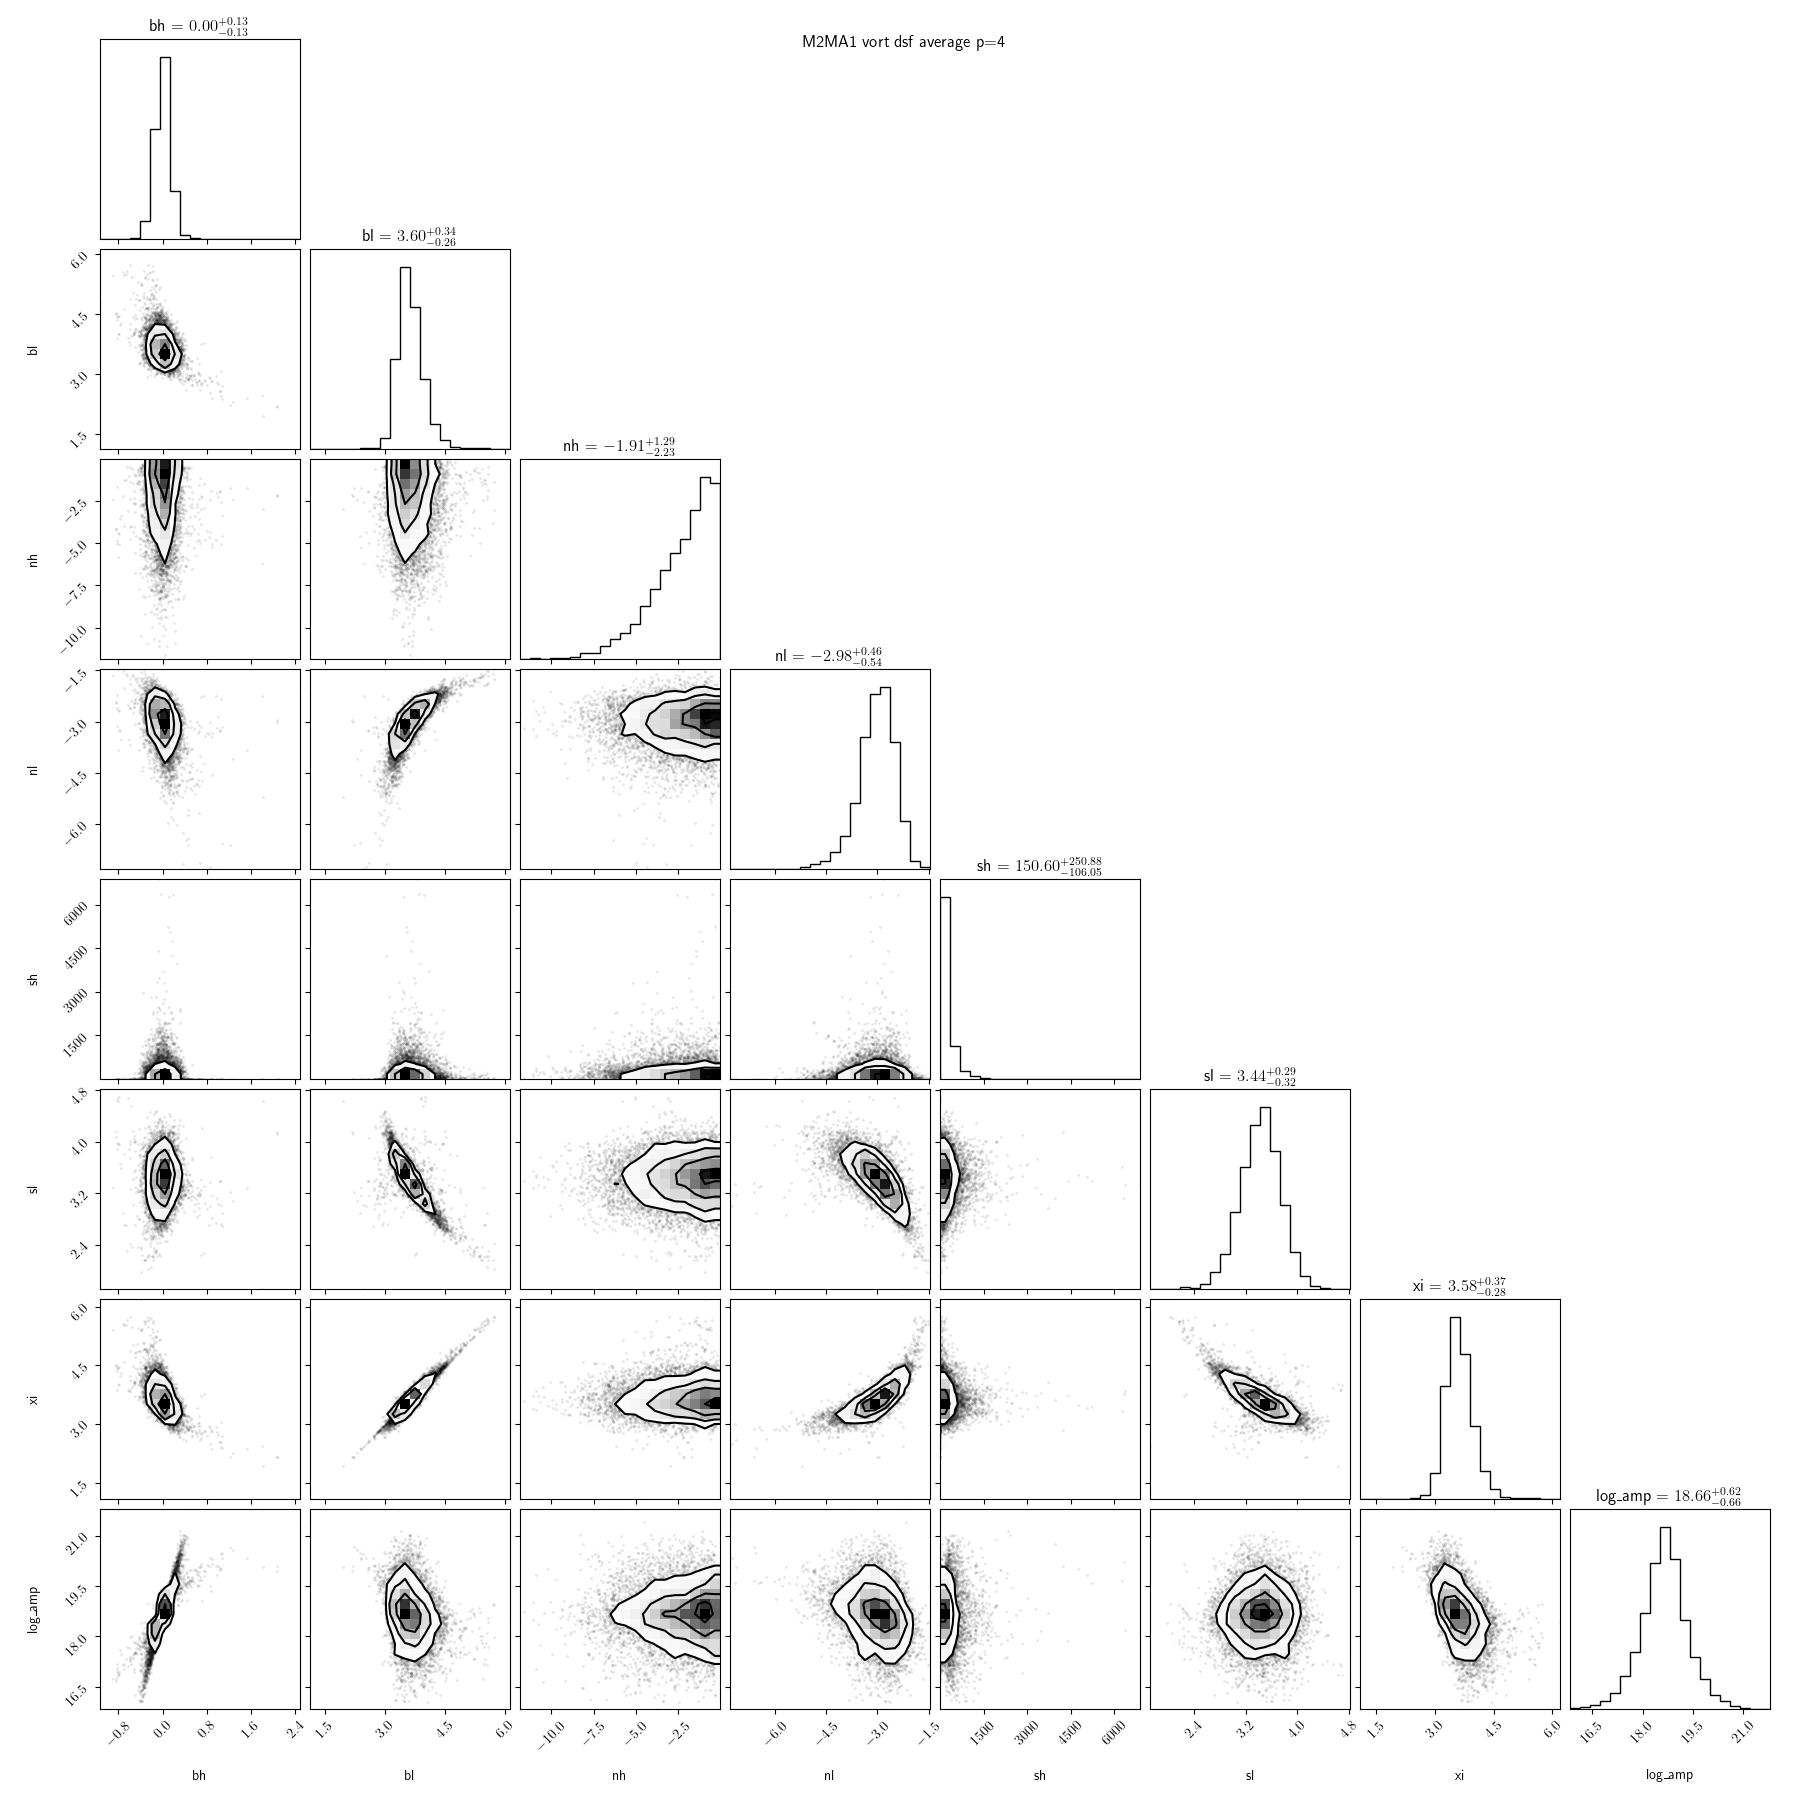 bh = 0.00+0.13−0.13
M2MA1 vort dsf average p=4
bl = 3.60+0.34−0.26
6.0
4.5
3.0
1.5
bl
nh = −1.91+1.29−2.23
−2.5
−5.0
−7.5
−10.0
nh
nl = −2.98+0.46−0.54
−1.5
−3.0
−4.5
−6.0
nl
sh = 150.60+250.88−106.05
6000
4500
3000
1500
sh
sl = 3.44+0.29−0.32
4.8
4.0
3.2
2.4
sl
xi = 3.58+0.37−0.28
6.0
4.5
3.0
1.5
xi
log_amp = 18.66+0.62−0.66
21.0
19.5
18.0
16.5
log_amp
−0.8 0.0 0.8 1.6 2.4 1.5 3.0 4.5 6.0 −10.0 −7.5 −5.0 −2.5 −6.0 −4.5 −3.0 −1.5 1500 3000 4500 6000 2.4 3.2 4.0 4.8 1.5 3.0 4.5 6.0 16.5 18.0 19.5 21.0
bh bl nh nl sh sl xi log_amp